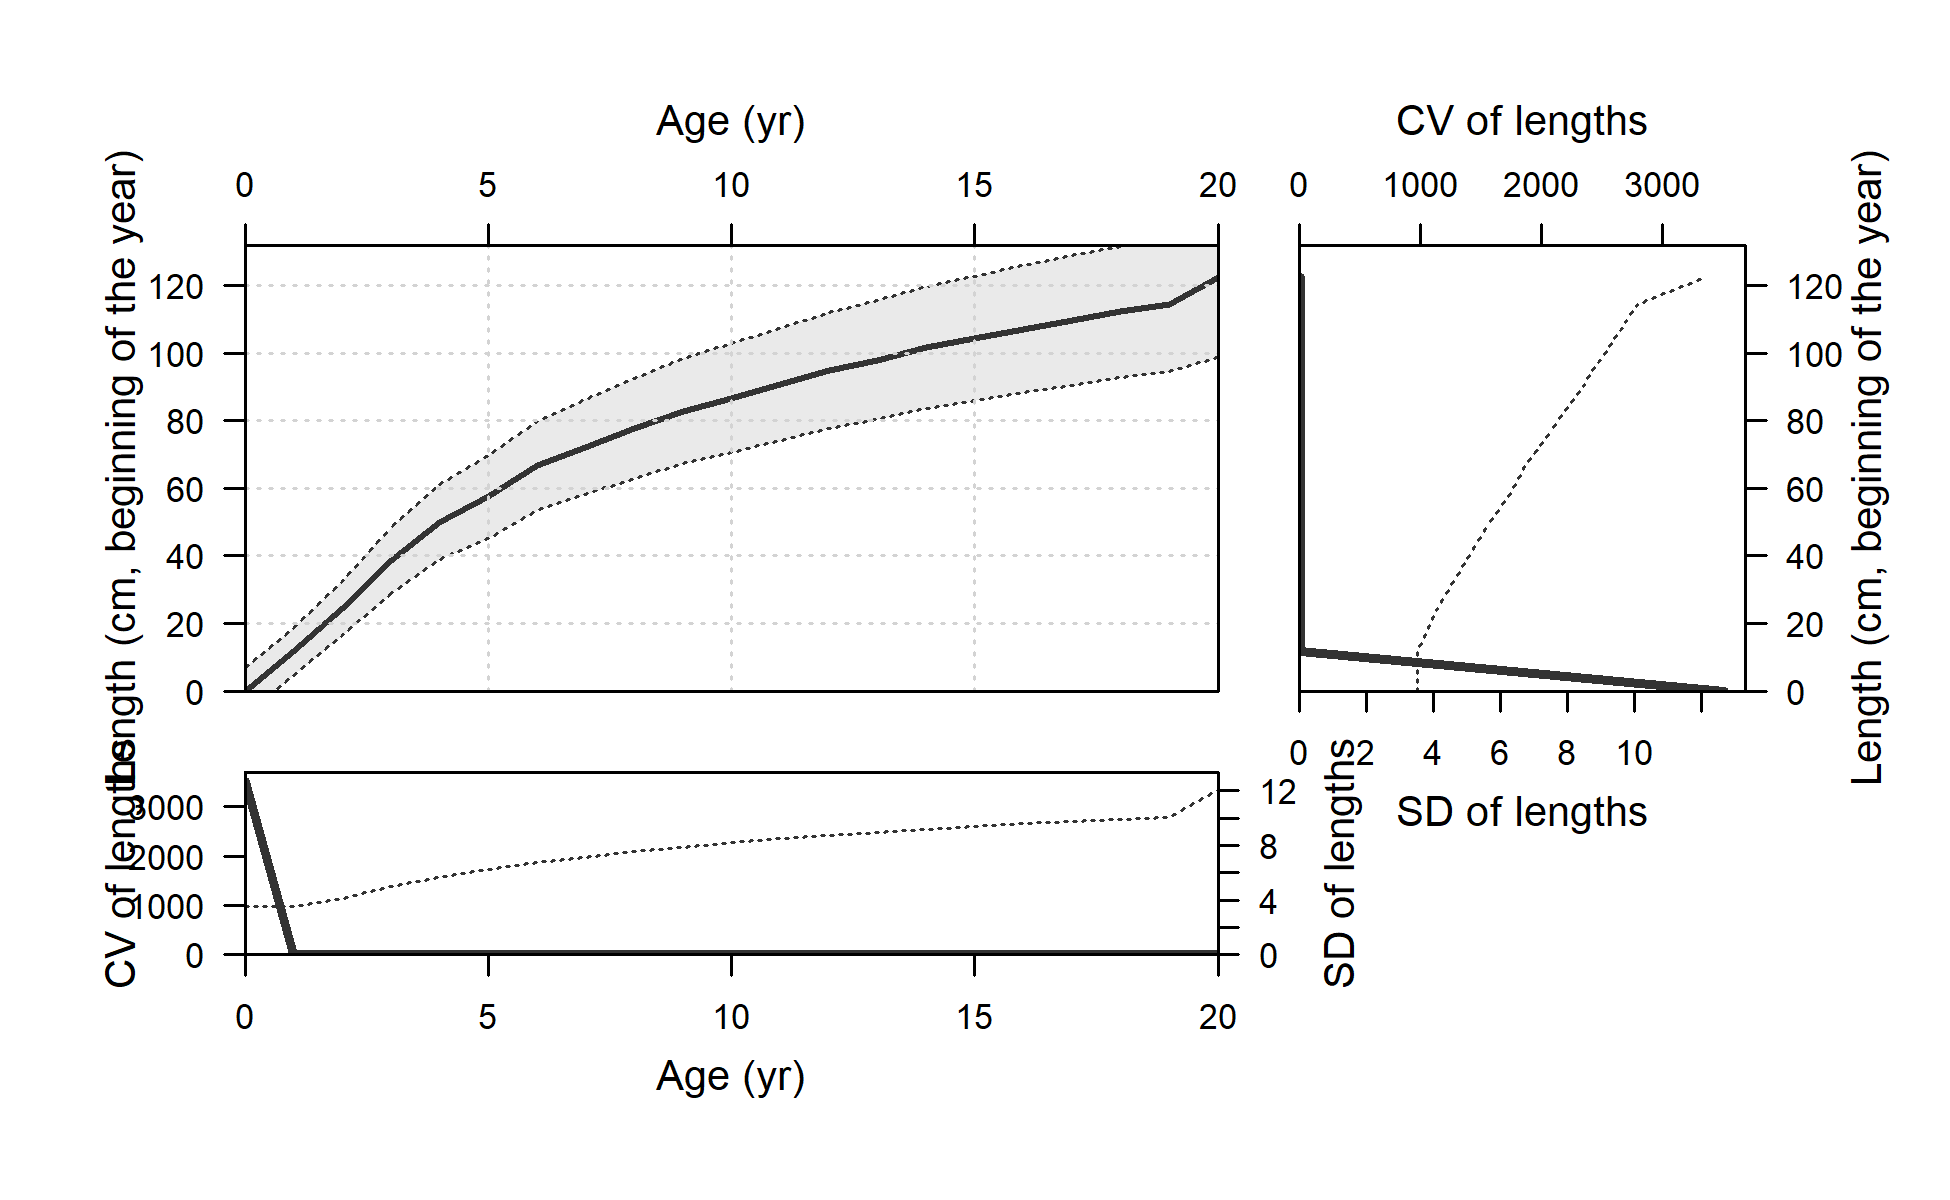 Age (yr)
CV of lengths
0 5 10 15 20
0 1000 2000 3000
Length (cm, beginning of the year)
120
100
80
60
40
20
0
120
100
80
60
40
20
0
Length (cm, beginning of the year)
0 2 4 6 8 10
SD of lengths
CV of lengths
3000
2000
1000
0
12
8
4
0
SD of lengths
0 5 10 15 20
Age (yr)